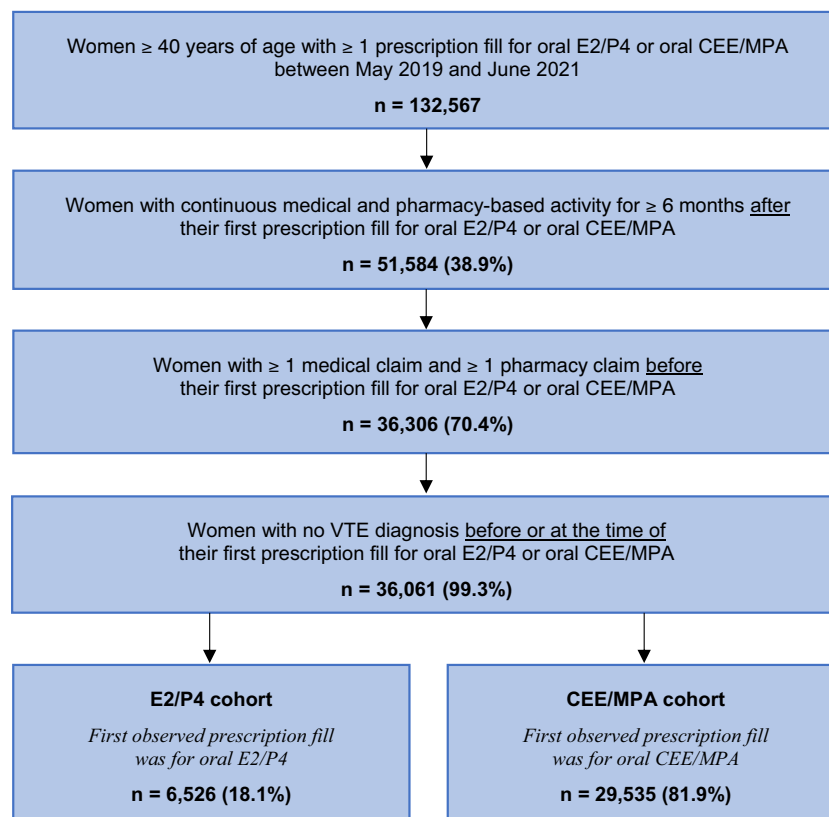 Women ≥ 40 years of age with ≥ 1 prescription fill for oral E2/P4 or oral CEE/MPA
between May 2019 and June 2021
n = 132,567
Women with continuous medical and pharmacy-based activity for ≥ 6 months after
their first prescription fill for oral E2/P4 or oral CEE/MPA
n = 51,584 (38.9%)
Women with ≥ 1 medical claim and ≥ 1 pharmacy claim before
their first prescription fill for oral E2/P4 or oral CEE/MPA
n = 36,306 (70.4%)
Women with no VTE diagnosis before or at the time of
their first prescription fill for oral E2/P4 or oral CEE/MPA
n = 36,061 (99.3%)
E2/P4 cohort
First observed prescription fill
was for oral E2/P4
n = 6,526 (18.1%)
CEE/MPA cohort
First observed prescription fill
was for oral CEE/MPA
n = 29,535 (81.9%)